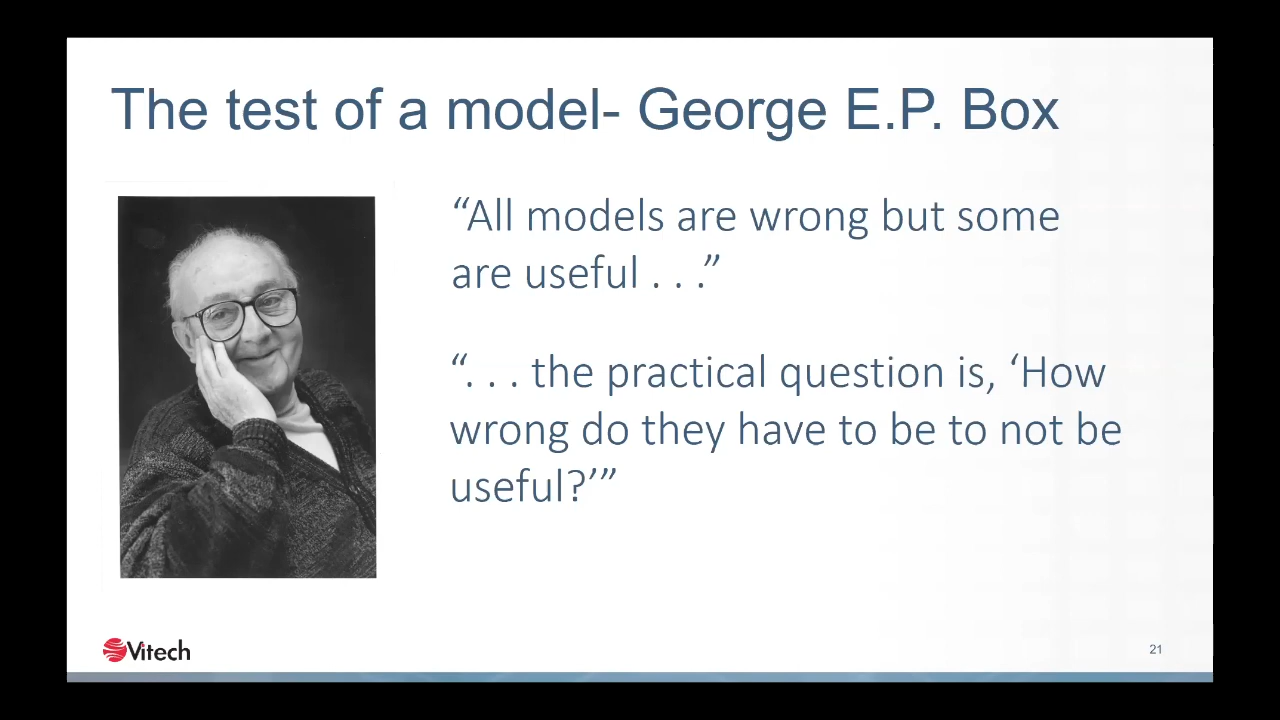 The test of a model- George E.P. Box
“All models are wrong but some
are useful . . .”
“. . . the practical question is, ‘How
wrong do they have to be to not be
useful?’”
Vitech
21